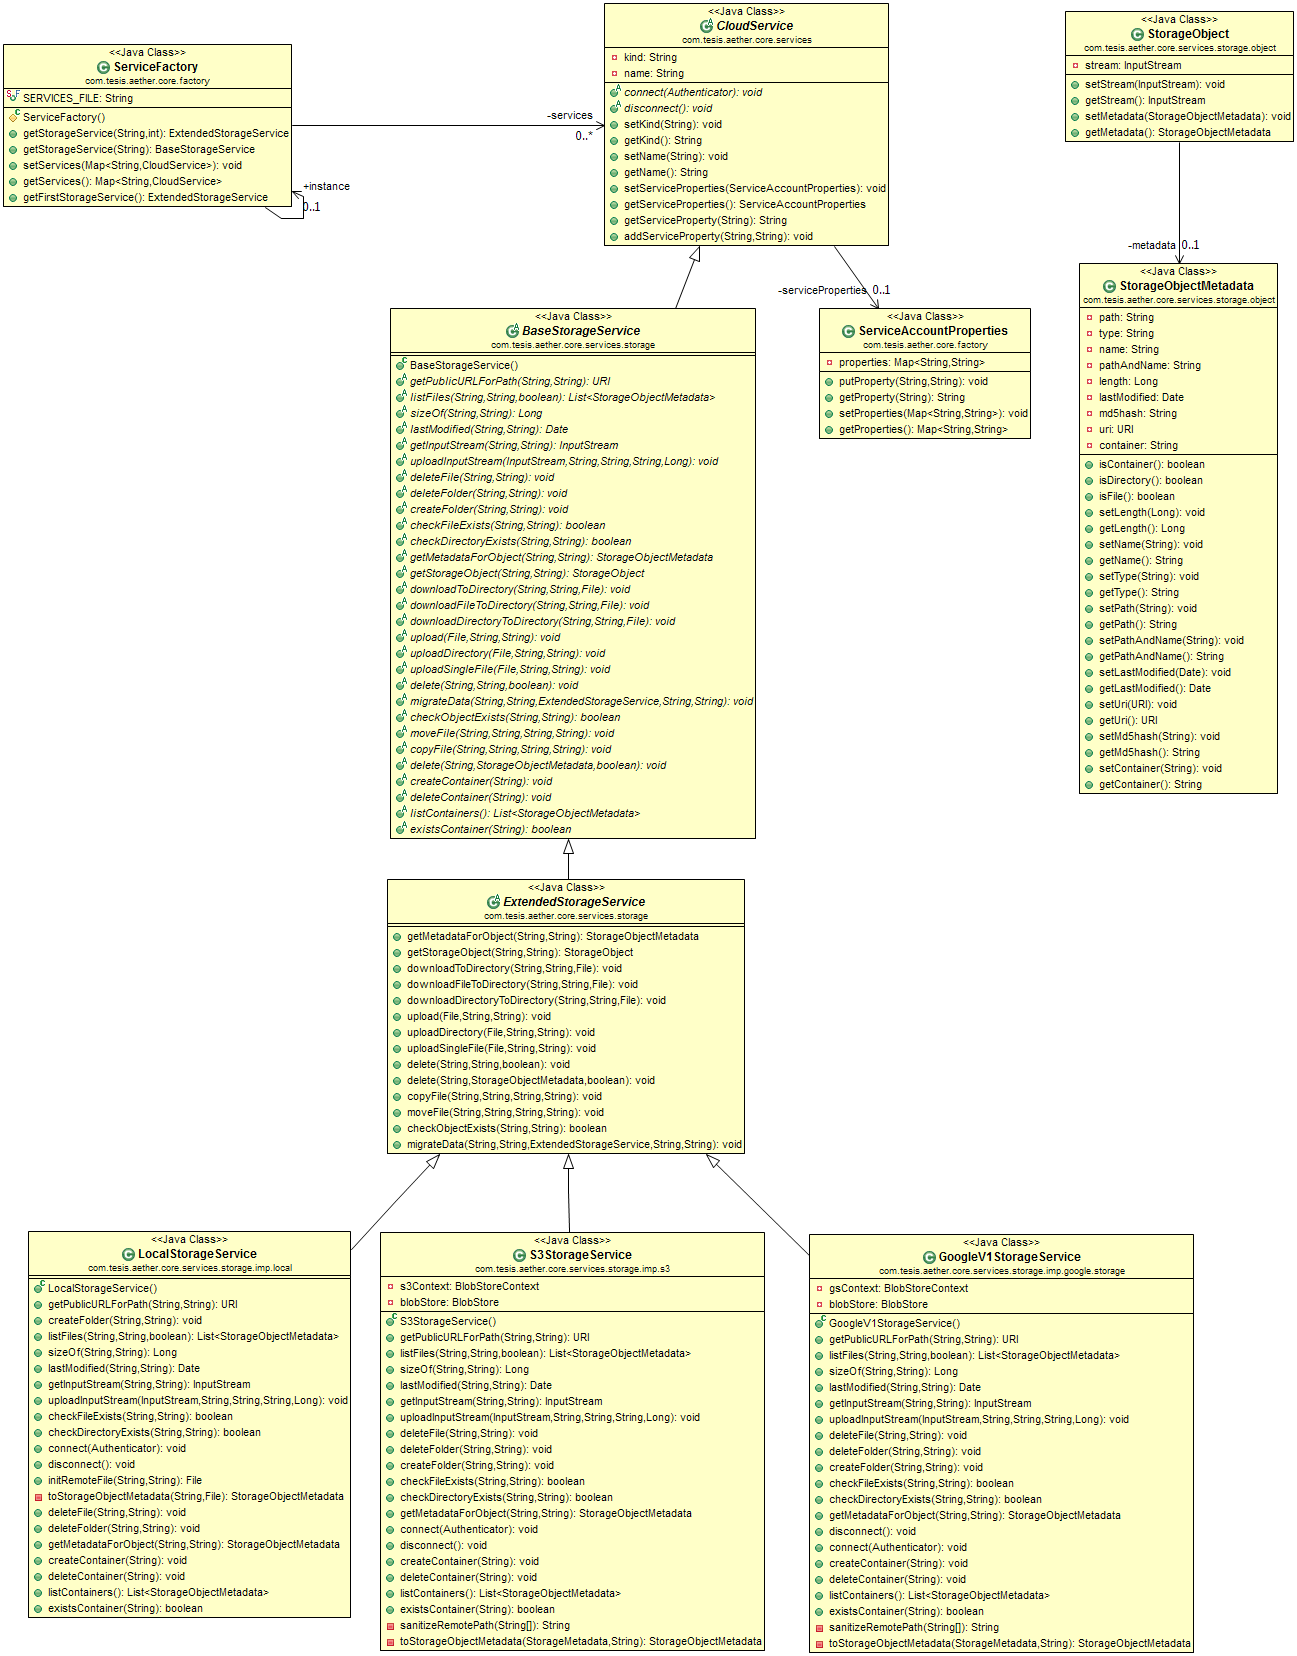 <<Java Class>>
ServiceFactory
com.tesis.aether.core.factory
SERVICES_FILE: String
ServiceFactory()
getStorageService(String,int): ExtendedStorageService
getStorageService(String): BaseStorageService
setServices(Map<String,CloudService>): void
getServices(): Map<String,CloudService>
getFirstStorageService(): ExtendedStorageService
+instance
0..1
-services
0..*
<<Java Class>>
CloudService
com.tesis.aether.core.services
kind: String
name: String
connect(Authenticator): void
disconnect(): void
setKind(String): void
getKind(): String
setName(String): void
getName(): String
setServiceProperties(ServiceAccountProperties): void
getServiceProperties(): ServiceAccountProperties
getServiceProperty(String): String
addServiceProperty(String,String): void
<<Java Class>>
StorageObject
com.tesis.aether.core.services.storage.object
stream: InputStream
setStream(InputStream): void
getStream(): InputStream
setMetadata(StorageObjectMetadata): void
getMetadata(): StorageObjectMetadata
-metadata 0..1
-serviceProperties 0..1
<<Java Class>>
BaseStorageService
com.tesis.aether.core.services.storage
BaseStorageService()
getPublicURLForPath(String,String): URI
listFiles(String,String,boolean): List<StorageObjectMetadata>
sizeOf(String,String): Long
lastModified(String,String): Date
getInputStream(String,String): InputStream
uploadInputStream(InputStream,String,String,String,Long): void
deleteFile(String,String): void
deleteFolder(String,String): void
createFolder(String,String): void
checkFileExists(String,String): boolean
checkDirectoryExists(String,String): boolean
getMetadataForObject(String,String): StorageObjectMetadata
getStorageObject(String,String): StorageObject
downloadToDirectory(String,String,File): void
downloadFileToDirectory(String,String,File): void
downloadDirectoryToDirectory(String,String,File): void
upload(File,String,String): void
uploadDirectory(File,String,String): void
uploadSingleFile(File,String,String): void
delete(String,String,boolean): void
migrateData(String,String,ExtendedStorageService,String,String): void
checkObjectExists(String,String): boolean
moveFile(String,String,String,String): void
copyFile(String,String,String,String): void
delete(String,StorageObjectMetadata,boolean): void
createContainer(String): void
deleteContainer(String): void
listContainers(): List<StorageObjectMetadata>
existsContainer(String): boolean
<<Java Class>>
ServiceAccountProperties
com.tesis.aether.core.factory
properties: Map<String,String>
putProperty(String,String): void
getProperty(String): String
setProperties(Map<String,String>): void
getProperties(): Map<String,String>
<<Java Class>>
StorageObjectMetadata
com.tesis.aether.core.services.storage.object
path: String
type: String
name: String
pathAndName: String
length: Long
lastModified: Date
md5hash: String
uri: URI
container: String
isContainer(): boolean
isDirectory(): boolean
isFile(): boolean
setLength(Long): void
getLength(): Long
setName(String): void
getName(): String
setType(String): void
getType(): String
setPath(String): void
getPath(): String
setPathAndName(String): void
getPathAndName(): String
setLastModified(Date): void
getLastModified(): Date
setUri(URI): void
getUri(): URI
setMd5hash(String): void
getMd5hash(): String
setContainer(String): void
getContainer(): String
<<Java Class>>
ExtendedStorageService
com.tesis.aether.core.services.storage
getMetadataForObject(String,String): StorageObjectMetadata
getStorageObject(String,String): StorageObject
downloadToDirectory(String,String,File): void
downloadFileToDirectory(String,String,File): void
downloadDirectoryToDirectory(String,String,File): void
upload(File,String,String): void
uploadDirectory(File,String,String): void
uploadSingleFile(File,String,String): void
delete(String,String,boolean): void
delete(String,StorageObjectMetadata,boolean): void
copyFile(String,String,String,String): void
moveFile(String,String,String,String): void
checkObjectExists(String,String): boolean
migrateData(String,String,ExtendedStorageService,String,String): void
<<Java Class>>
LocalStorageService
com.tesis.aether.core.services.storage.imp.local
LocalStorageService()
getPublicURLForPath(String,String): URI
createFolder(String,String): void
listFiles(String,String,boolean): List<StorageObjectMetadata>
sizeOf(String,String): Long
lastModified(String,String): Date
getInputStream(String,String): InputStream
uploadInputStream(InputStream,String,String,String,Long): void
checkFileExists(String,String): boolean
checkDirectoryExists(String,String): boolean
connect(Authenticator): void
disconnect(): void
initRemoteFile(String,String): File
toStorageObjectMetadata(String,File): StorageObjectMetadata
deleteFile(String,String): void
deleteFolder(String,String): void
getMetadataForObject(String,String): StorageObjectMetadata
createContainer(String): void
deleteContainer(String): void
listContainers(): List<StorageObjectMetadata>
existsContainer(String): boolean
<<Java Class>>
S3StorageService
com.tesis.aether.core.services.storage.imp.s3
s3Context: BlobStoreContext
blobStore: BlobStore
S3StorageService()
getPublicURLForPath(String,String): URI
listFiles(String,String,boolean): List<StorageObjectMetadata>
sizeOf(String,String): Long
lastModified(String,String): Date
getInputStream(String,String): InputStream
uploadInputStream(InputStream,String,String,String,Long): void
deleteFile(String,String): void
deleteFolder(String,String): void
createFolder(String,String): void
checkFileExists(String,String): boolean
checkDirectoryExists(String,String): boolean
getMetadataForObject(String,String): StorageObjectMetadata
connect(Authenticator): void
disconnect(): void
createContainer(String): void
deleteContainer(String): void
listContainers(): List<StorageObjectMetadata>
existsContainer(String): boolean
sanitizeRemotePath(String[]): String
toStorageObjectMetadata(StorageMetadata,String): StorageObjectMetadata
<<Java Class>>
GoogleV1StorageService
com.tesis.aether.core.services.storage.imp.google.storage
gsContext: BlobStoreContext
blobStore: BlobStore
GoogleV1StorageService()
getPublicURLForPath(String,String): URI
listFiles(String,String,boolean): List<StorageObjectMetadata>
sizeOf(String,String): Long
lastModified(String,String): Date
getInputStream(String,String): InputStream
uploadInputStream(InputStream,String,String,String,Long): void
deleteFile(String,String): void
deleteFolder(String,String): void
createFolder(String,String): void
checkFileExists(String,String): boolean
checkDirectoryExists(String,String): boolean
getMetadataForObject(String,String): StorageObjectMetadata
disconnect(): void
connect(Authenticator): void
createContainer(String): void
deleteContainer(String): void
listContainers(): List<StorageObjectMetadata>
existsContainer(String): boolean
sanitizeRemotePath(String[]): String
toStorageObjectMetadata(StorageMetadata,String): StorageObjectMetadata